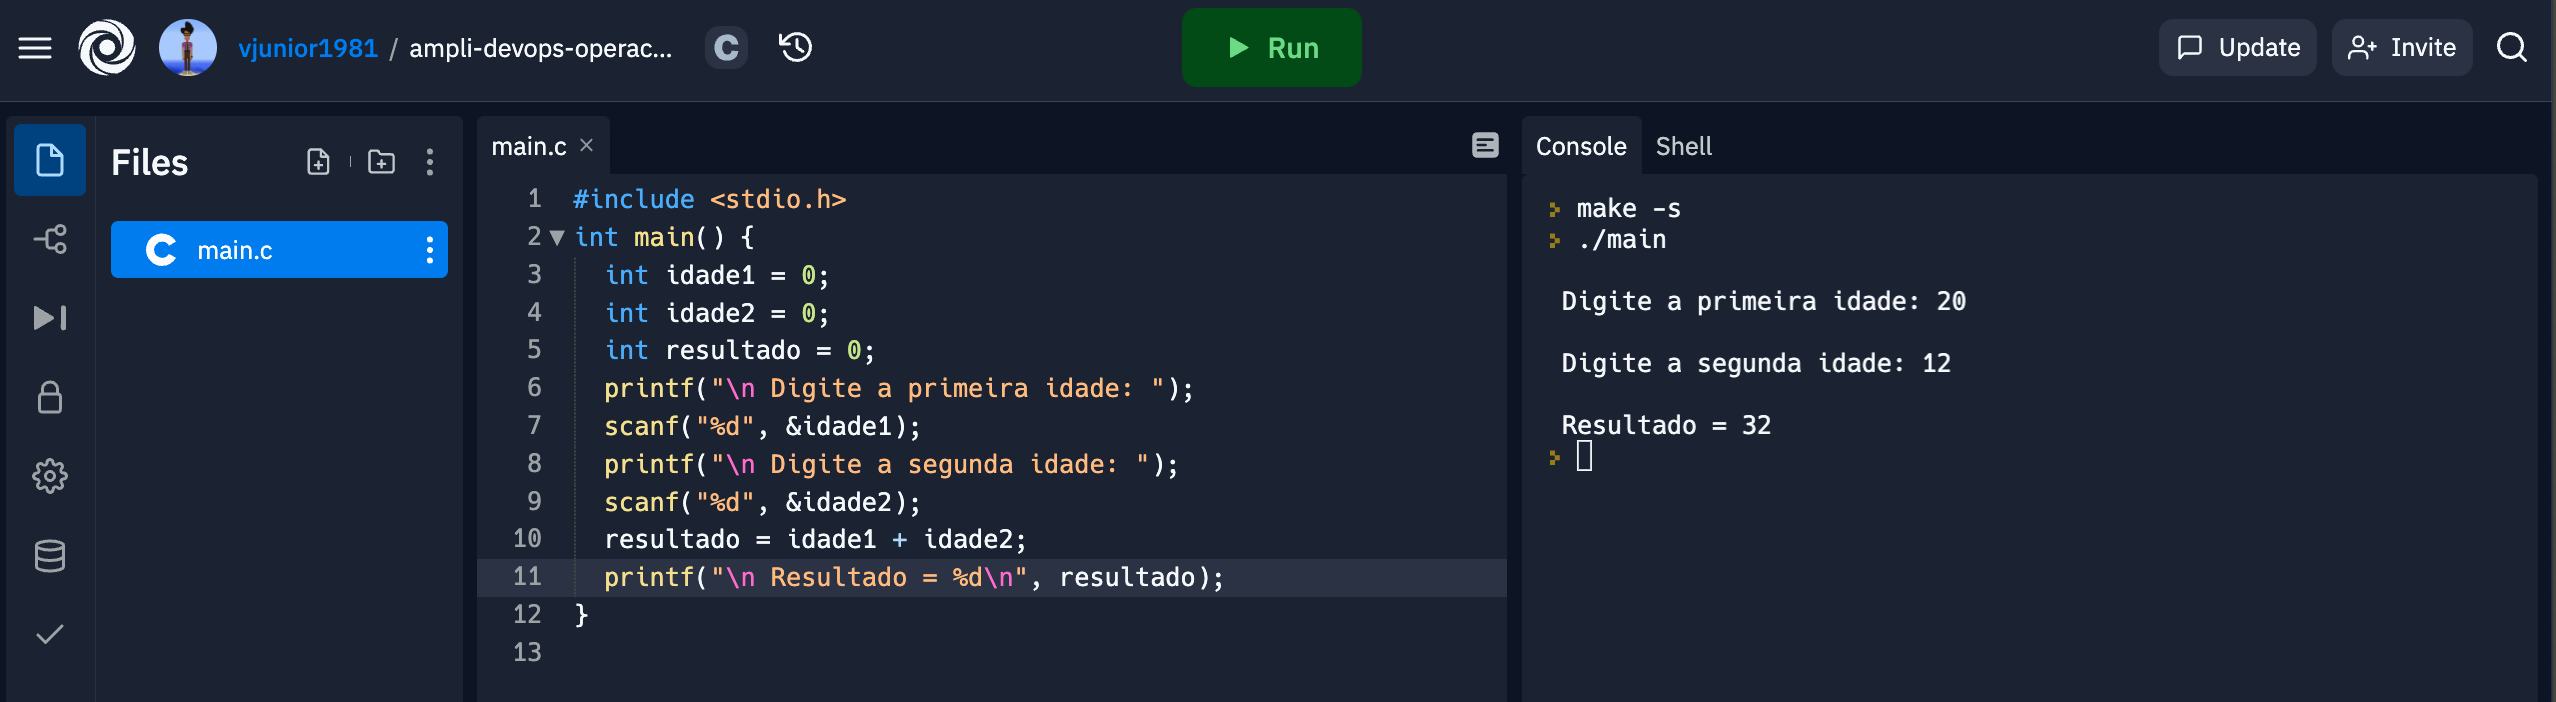 vjunior1981 / ampli-devops-operac...
C
Run
Update
Invite
Files
main.c
main.c
1 #include <stdio.h>
2 int main() {
3 int idade1 = 0;
4 int idade2 = 0;
5 int resultado = 0;
6 printf("\n Digite a primeira idade: ");
7 scanf("%d", &idade1);
8 printf("\n Digite a segunda idade: ");
9 scanf("%d", &idade2);
10 resultado = idade1 + idade2;
11 printf("\n Resultado = %d\n", resultado);
12 }
13
Console Shell
make -s
./main
Digite a primeira idade: 20
Digite a segunda idade: 12
Resultado = 32